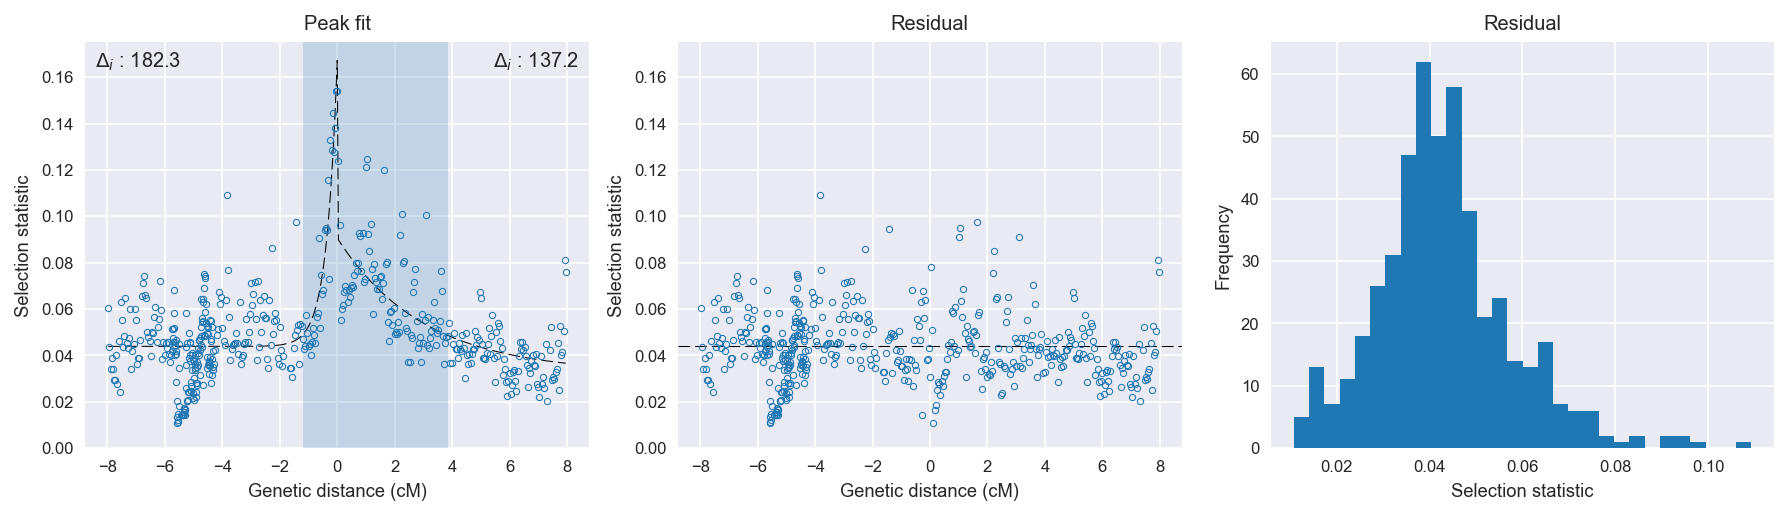 Peak fit
Δi : 182.3
Δi : 137.2
Selection statistic
0.16
0.14
0.12
0.10
0.08
0.06
0.04
0.02
0.00
−8 −6 −4 −2 0 2 4 6 8
Genetic distance (cM)
Residual
Selection statistic
0.16
0.14
0.12
0.10
0.08
0.06
0.04
0.02
0.00
−8 −6 −4 −2 0 2 4 6 8
Genetic distance (cM)
Residual
Frequency
60
50
40
30
20
10
0
0.02 0.04 0.06 0.08 0.10
Selection statistic